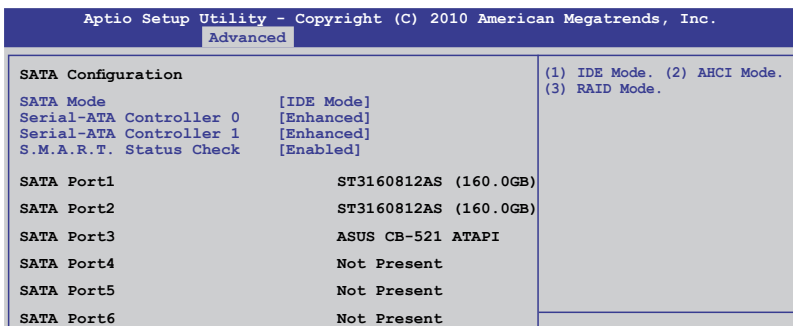 Aptio Setup Utility - Copyright (C) 2010 American Megatrends, Inc.
Advanced
SATA Configuration
SATA Mode [IDE Mode]
Serial-ATA Controller 0 [Enhanced]
Serial-ATA Controller 1 [Enhanced]
S.M.A.R.T. Status Check [Enabled]
SATA Port1 ST3160812AS (160.0GB)
SATA Port2 ST3160812AS (160.0GB)
SATA Port3 ASUS CB-521 ATAPI
SATA Port4 Not Present
SATA Port5 Not Present
SATA Port6 Not Present
(1) IDE Mode. (2) AHCI Mode.
(3) RAID Mode.